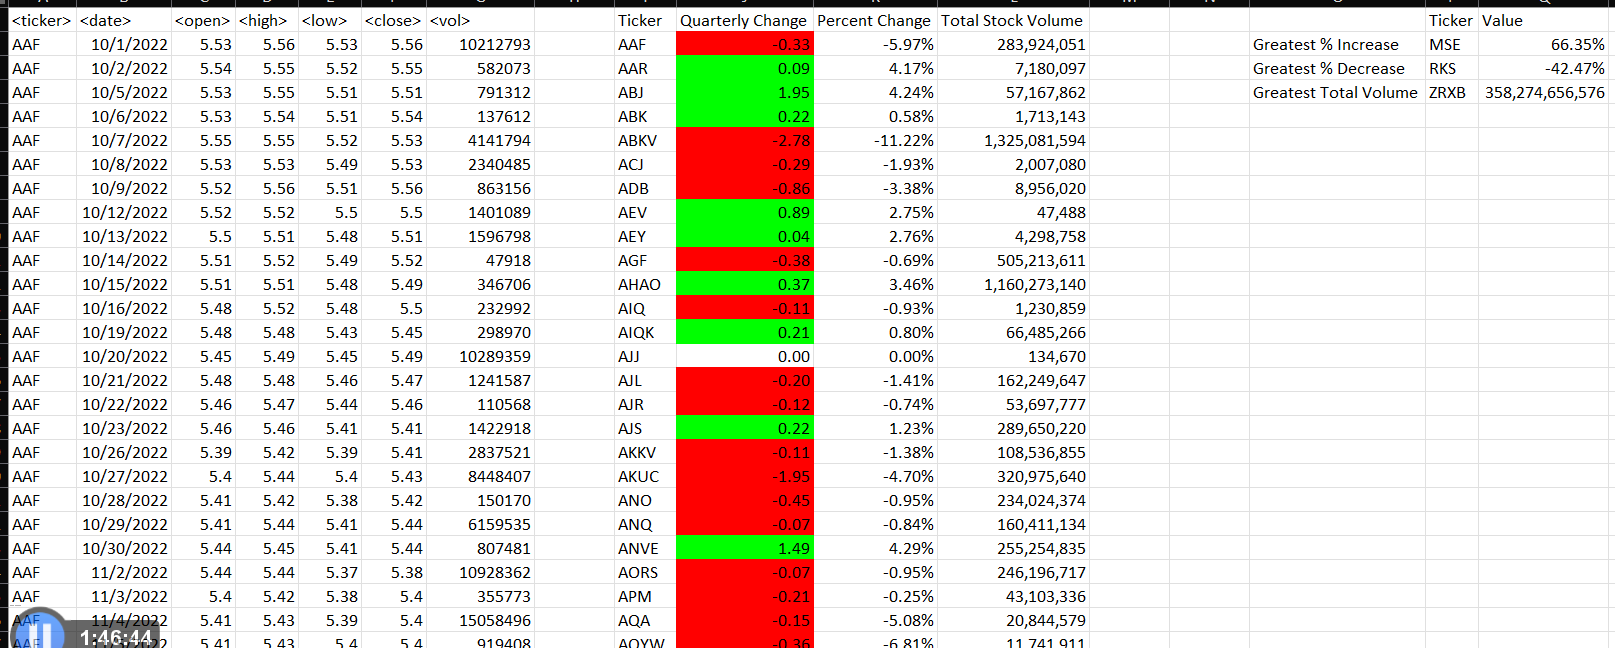 <ticker> <date> <open> <high> <low> <close> <vol> Ticker Quarterly Change Percent Change Total Stock Volume Ticker Value
AAF 10/1/2022 5.53 5.56 5.53 5.56 10212793 AAF -0.33 -5.97% 283,924,051 Greatest % Increase MSE 66.35%
AAF 10/2/2022 5.54 5.55 5.52 5.55 582073 AAR 0.09 4.17% 7,180,097 Greatest % Decrease RKS -42.47%
AAF 10/5/2022 5.53 5.55 5.51 5.51 791312 ABJ 1.95 4.24% 57,167,862 Greatest Total Volume ZRXB 358,274,656,576
AAF 10/6/2022 5.53 5.54 5.51 5.54 137612 ABK 0.22 0.58% 1,713,143
AAF 10/7/2022 5.55 5.55 5.52 5.53 4141794 ABKV -2.78 -11.22% 1,325,081,594
AAF 10/8/2022 5.53 5.53 5.49 5.53 2340485 ACJ -0.29 -1.93% 2,007,080
AAF 10/9/2022 5.52 5.56 5.51 5.56 863156 ADB -0.86 -3.38% 8,956,020
AAF 10/12/2022 5.52 5.52 5.5 5.5 1401089 AEV 0.89 2.75% 47,488
AAF 10/13/2022 5.5 5.51 5.48 5.51 1596798 AEY 0.04 2.76% 4,298,758
AAF 10/14/2022 5.51 5.52 5.49 5.52 47918 AGF -0.38 -0.69% 505,213,611
AAF 10/15/2022 5.51 5.51 5.48 5.49 346706 AHAO 0.37 3.46% 1,160,273,140
AAF 10/16/2022 5.48 5.52 5.48 5.5 232992 AIQ -0.11 -0.93% 1,230,859
AAF 10/19/2022 5.48 5.48 5.43 5.45 298970 AIQK 0.21 0.80% 66,485,266
AAF 10/20/2022 5.45 5.49 5.45 5.49 10289359 AJJ 0.00 0.00% 134,670
AAF 10/21/2022 5.48 5.48 5.46 5.47 1241587 AJL -0.20 -1.41% 162,249,647
AAF 10/22/2022 5.46 5.47 5.44 5.46 110568 AJR -0.12 -0.74% 53,697,777
AAF 10/23/2022 5.46 5.46 5.41 5.41 1422918 AJS 0.22 1.23% 289,650,220
AAF 10/26/2022 5.39 5.42 5.39 5.41 2837521 AKKV -0.11 -1.38% 108,536,855
AAF 10/27/2022 5.4 5.44 5.4 5.43 8448407 AKUC -1.95 -4.70% 320,975,640
AAF 10/28/2022 5.41 5.42 5.38 5.42 150170 ANO -0.45 -0.95% 234,024,374
AAF 10/29/2022 5.41 5.44 5.41 5.44 6159535 ANQ -0.07 -0.84% 160,411,134
AAF 10/30/2022 5.44 5.45 5.41 5.44 807481 ANVE 1.49 4.29% 255,254,835
AAF 11/2/2022 5.44 5.44 5.37 5.38 10928362 AORS -0.07 -0.95% 246,196,717
AAF 11/3/2022 5.4 5.42 5.38 5.4 355773 APM -0.21 -0.25% 43,103,336
AAF 11/4/2022 5.41 5.43 5.39 5.4 15058496 AQA -0.15 -5.08% 20,844,579
AAF 5.41 5.43 5.4 5.4 919408 AQYW -0.36 -6.81% 11,741,911
1:46:44